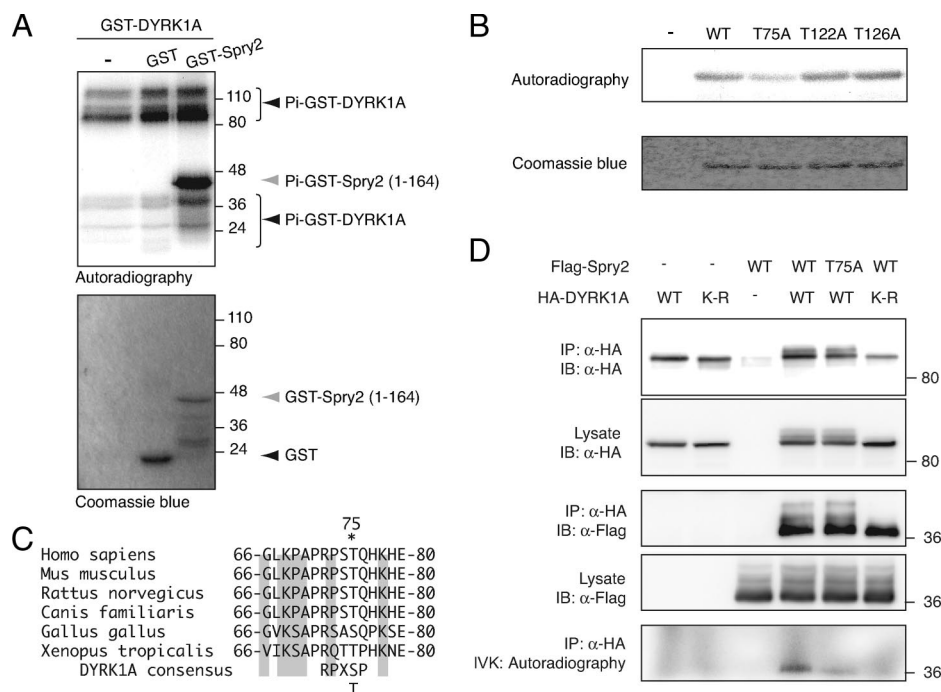 A
GST-DYRK1A
- GST GST-Spry2
110
80
48
36
24
Pi-GST-DYRK1A
Pi-GST-Spry2 (1-164)
Pi-GST-DYRK1A
Autoradiography
110
80
48
36
24
GST-Spry2 (1-164)
GST
Coomassie blue
B
- WT T75A T122A T126A
Autoradiography
Coomassie blue
C
75
*
Homo sapiens 66-GLKPAPRPSTQHKHE-80
Mus musculus 66-GLKPAPRPSTQHKHE-80
Rattus norvegicus 66-GLKPAPRPSTQHKHE-80
Canis familiaris 66-GLKPAPRPSTQHKHE-80
Gallus gallus 66-GVKSAPRSASQPKSE-80
Xenopus tropicalis 66-VIKSAPRQTTPHKNE-80
DYRK1A consensus RPXSP
T
D
Flag-Spry2 - - WT WT T75A WT
HA-DYRK1A WT K-R - WT WT K-R
IP: α-HA
IB: α-HA
80
Lysate
IB: α-HA
80
IP: α-HA
IB: α-Flag
36
Lysate
IB: α-Flag
36
IP: α-HA
IVK: Autoradiography
36